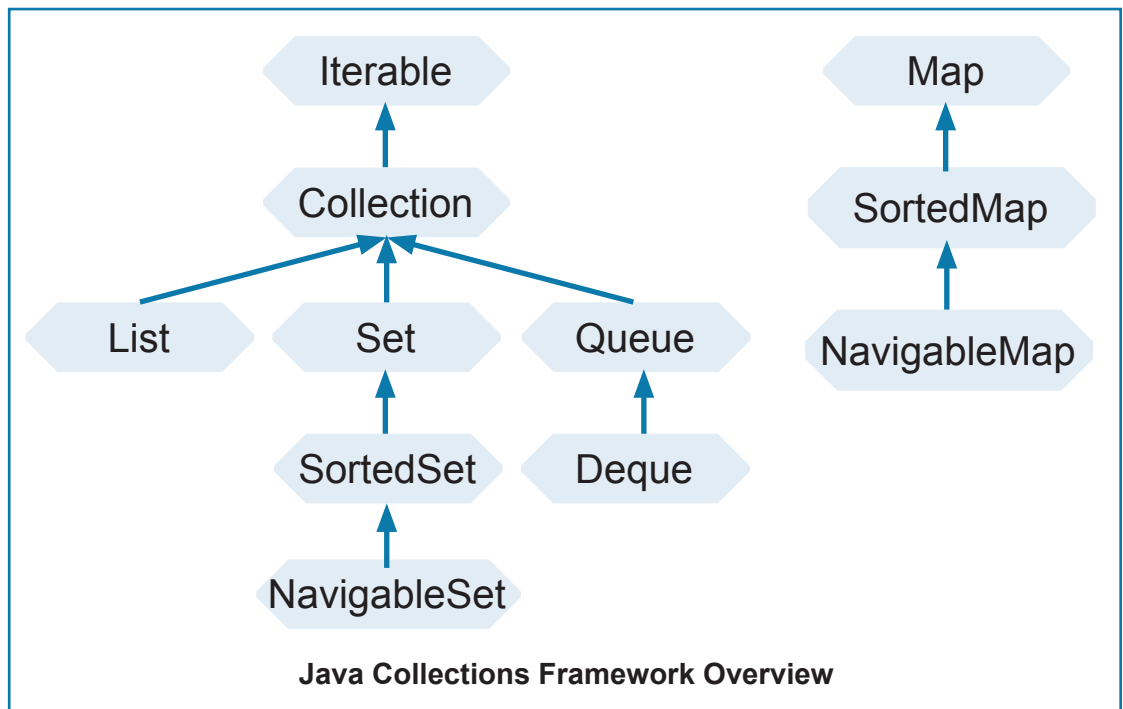 Iterable
Map
Collection
SortedMap
List
Set
Queue
NavigableMap
SortedSet
Deque
NavigableSet
Java Collections Framework Overview